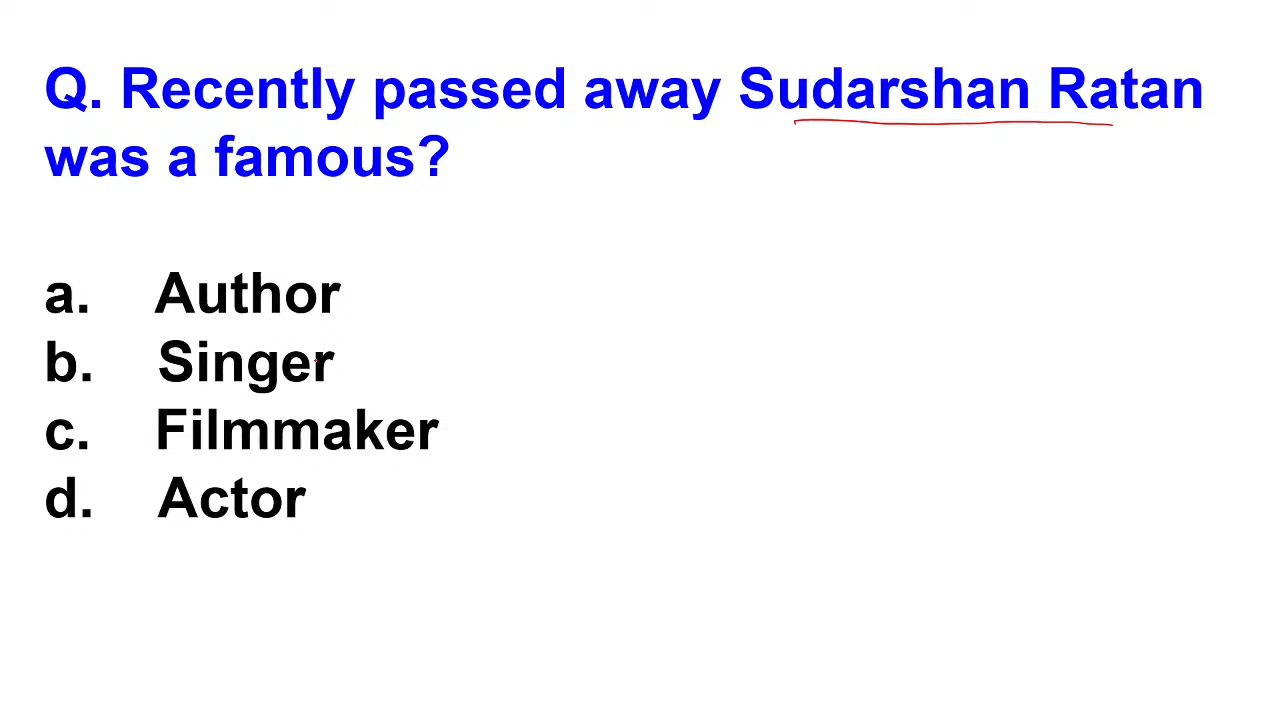 Q. Recently passed away Sudarshan Ratan
was a famous?
a. Author
b. Singer
c. Filmmaker
d. Actor